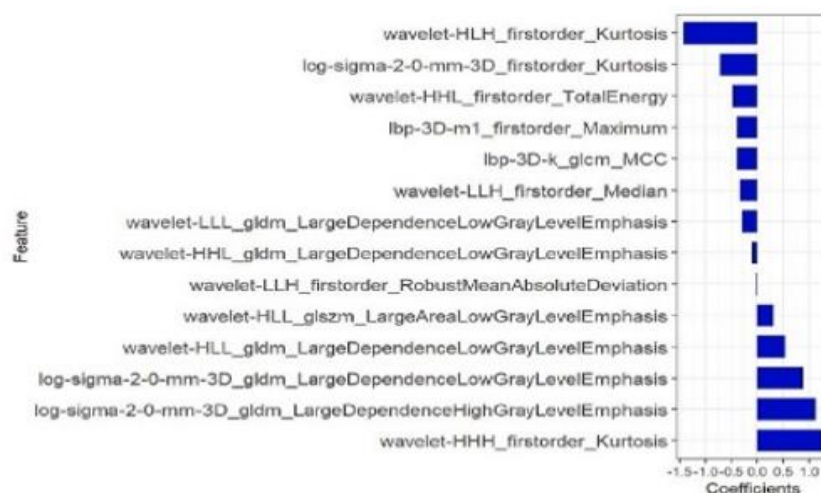 wavelet-HLH_firstorder_Kurtosis
log-sigma-2-0-mm-3D_firstorder_Kurtosis
wavelet-HHL_firstorder_TotalEnergy
lbp-3D-m1_firstorder_Maximum
lbp-3D-k_glcm_MCC
wavelet-LLH_firstorder_Median
wavelet-LLL_gldm_LargeDependenceLowGrayLevelEmphasis
wavelet-HHL_gldm_LargeDependenceLowGrayLevelEmphasis
wavelet-LLH_firstorder_RobustMeanAbsoluteDeviation
wavelet-HLL_glszm_LargeAreaLowGrayLevelEmphasis
wavelet-HLL_gldm_LargeDependenceLowGrayLevelEmphasis
log-sigma-2-0-mm-3D_gldm_LargeDependenceLowGrayLevelEmphasis
log-sigma-2-0-mm-3D_gldm_LargeDependenceHighGrayLevelEmphasis
wavelet-HHH_firstorder_Kurtosis
Feature
-1.5 -1.0 -0.5 0.0 0.5 1.0
Coefficients